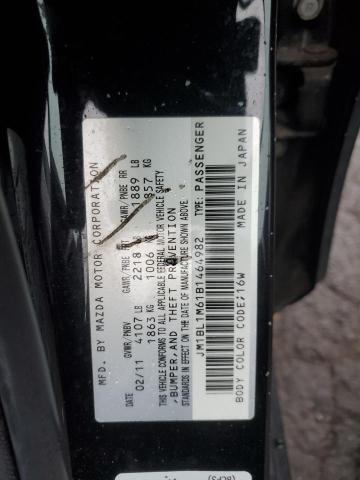 MFD. BY MAZDA MOTOR CORPORATION
DATE GVWR/PNBV GAWR/PNBE FRT GAWR/PNBE RR
02/11 4107 LB 2218 1889 LB
1863 KG 1006 857 KG
THIS VEHICLE CONFORMS TO ALL APPLICABLE FEDERAL MOTOR VEHICLE SAFETY
,BUMPER,AND THEFT PREVENTION
STANDARDS IN EFFECT ON THE DATE OF MANUFACTURE SHOWN ABOVE.
JM1BL1M61B1464982 TYPE: PASSENGER
BODY COLOR CODE: 16W MADE IN JAPAN
(BCPS)